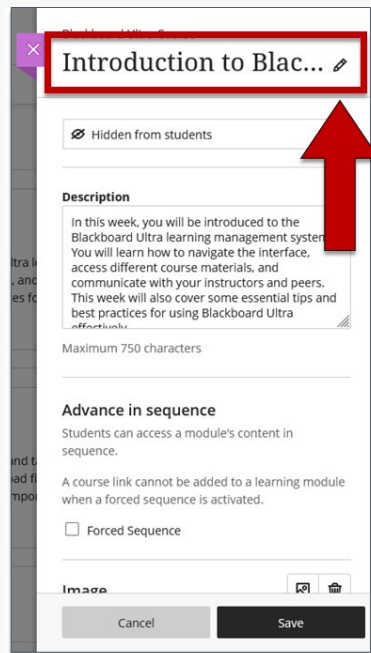 Blackboard Ultra Course
Introduction to Blac...
Hidden from students
Description
In this week, you will be introduced to the
Blackboard Ultra learning management system
You will learn how to navigate the interface,
access different course materials, and
communicate with your instructors and peers.
This week will also cover some essential tips and
best practices for using Blackboard Ultra
effectively
Maximum 750 characters
Advance in sequence
Students can access a module's content in
sequence.
A course link cannot be added to a learning module
when a forced sequence is activated.
Forced Sequence
Image
Cancel
Save